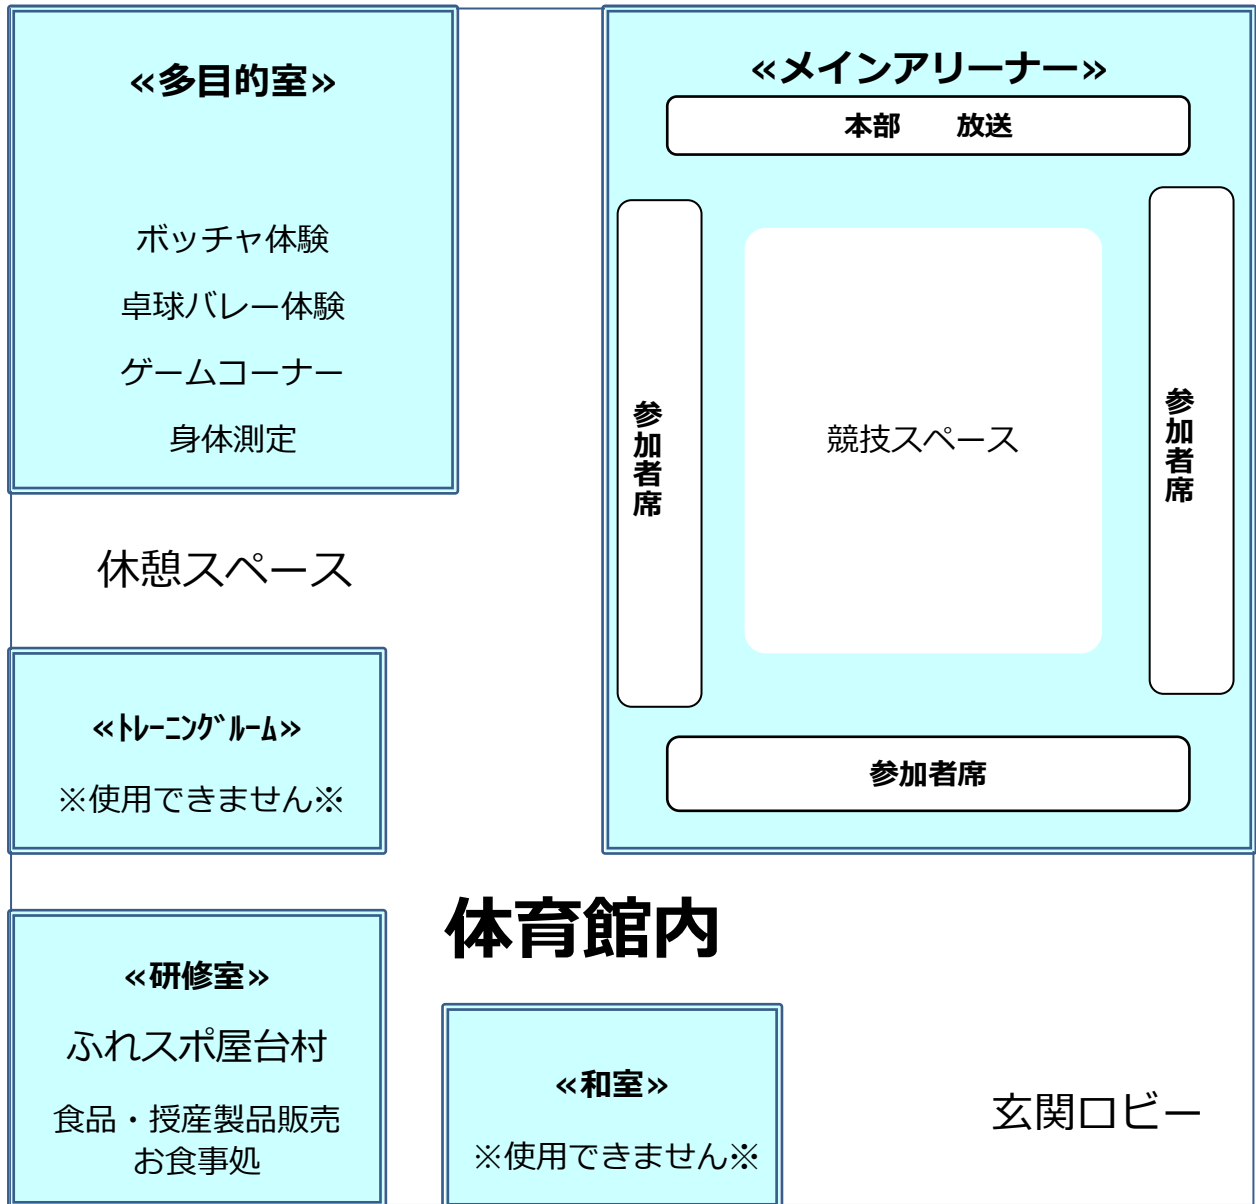 «多目的室»
ボッチャ体験
卓球バレー体験
ゲームコーナー
身体測定
«メインアリーナー»
本部　　放送
参加者席
競技スペース
参加者席
参加者席
休憩スペース
«ﾄﾚｰﾆﾝｸﾞﾙｰﾑ»
※使用できません※
体育館内
«研修室»
ふれスポ屋台村
食品・授産製品販売
お食事処
«和室»
※使用できません※
玄関ロビー